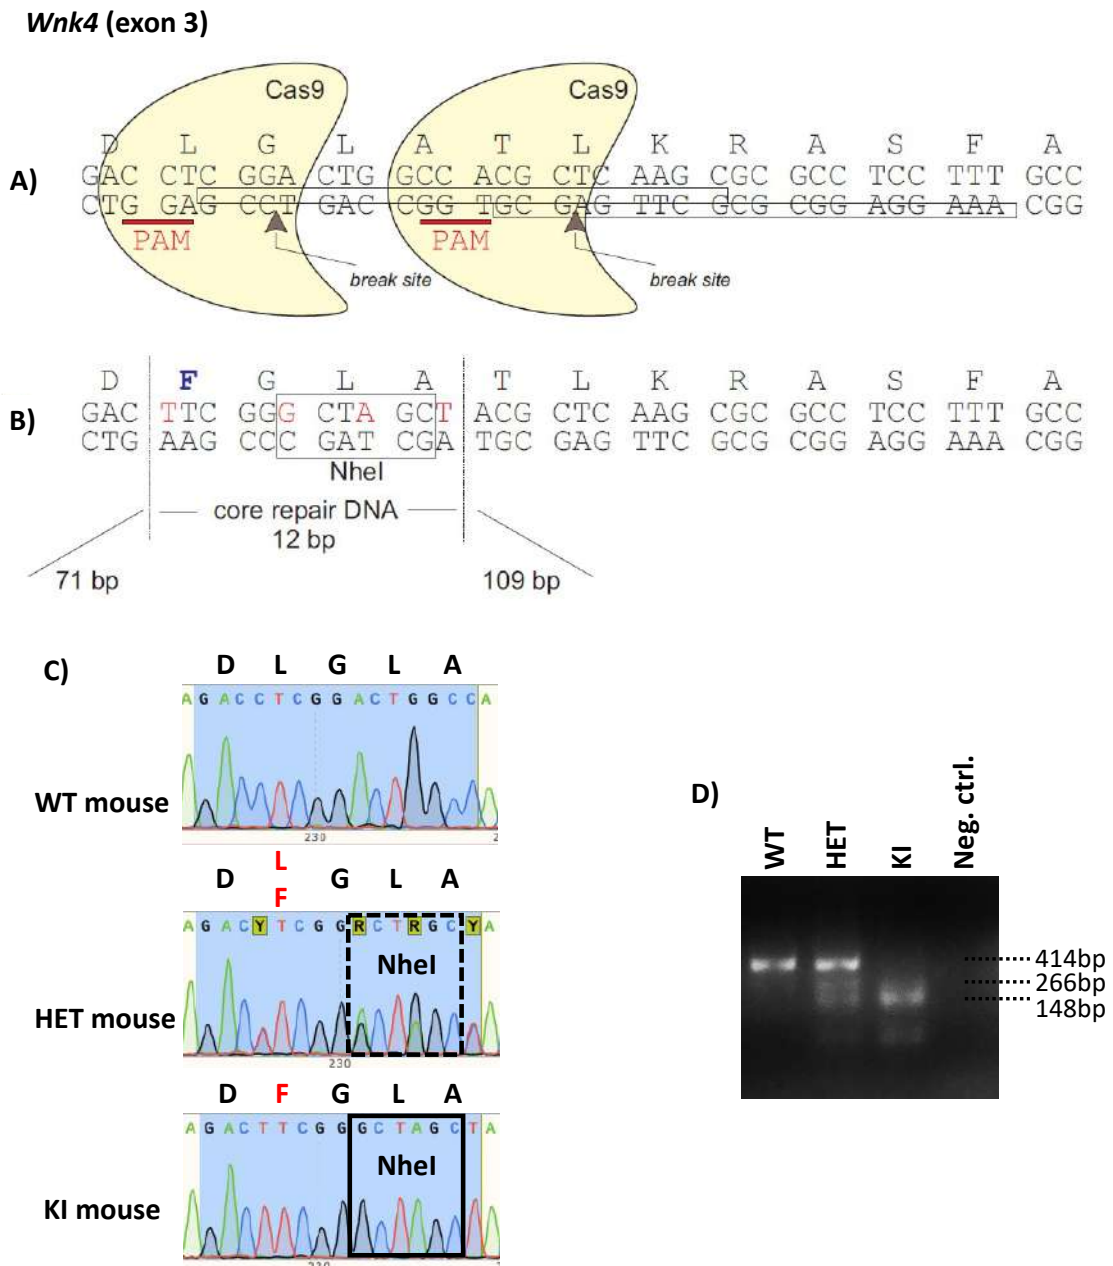 Wnk4 (exon 3)
Cas9 Cas9
D L G L A T L K R A S F A
A) GAC CTC GGA CTG GCC ACG CTC AAG CGC GCC TCC TTT GCC
CTG GAG CCT GAC CGG TGC GAG TTC GCG CGG AGG AAA CGG
PAM PAM
break site break site
D F G L A T L K R A S F A
B) GAC TTC GGG CTA GCT ACG CTC AAG CGC GCC TCC TTT GCC
CTG AAG CCC GAT CGA TGC GAG TTC GCG CGG AGG AAA CGG
NheI
core repair DNA
12 bp
71 bp 109 bp
C) D L G L A
A G A C C T C G G A C T G G C C A
WT mouse
230
L
D F G L A
A G A C Y T C G G R C T R G C Y A
NheI
HET mouse
230
D F G L A
A G A C T T C G G G C T A G C T A
NheI
KI mouse
D)
WT HET KI Neg. ctrl.
414bp
266bp
148bp